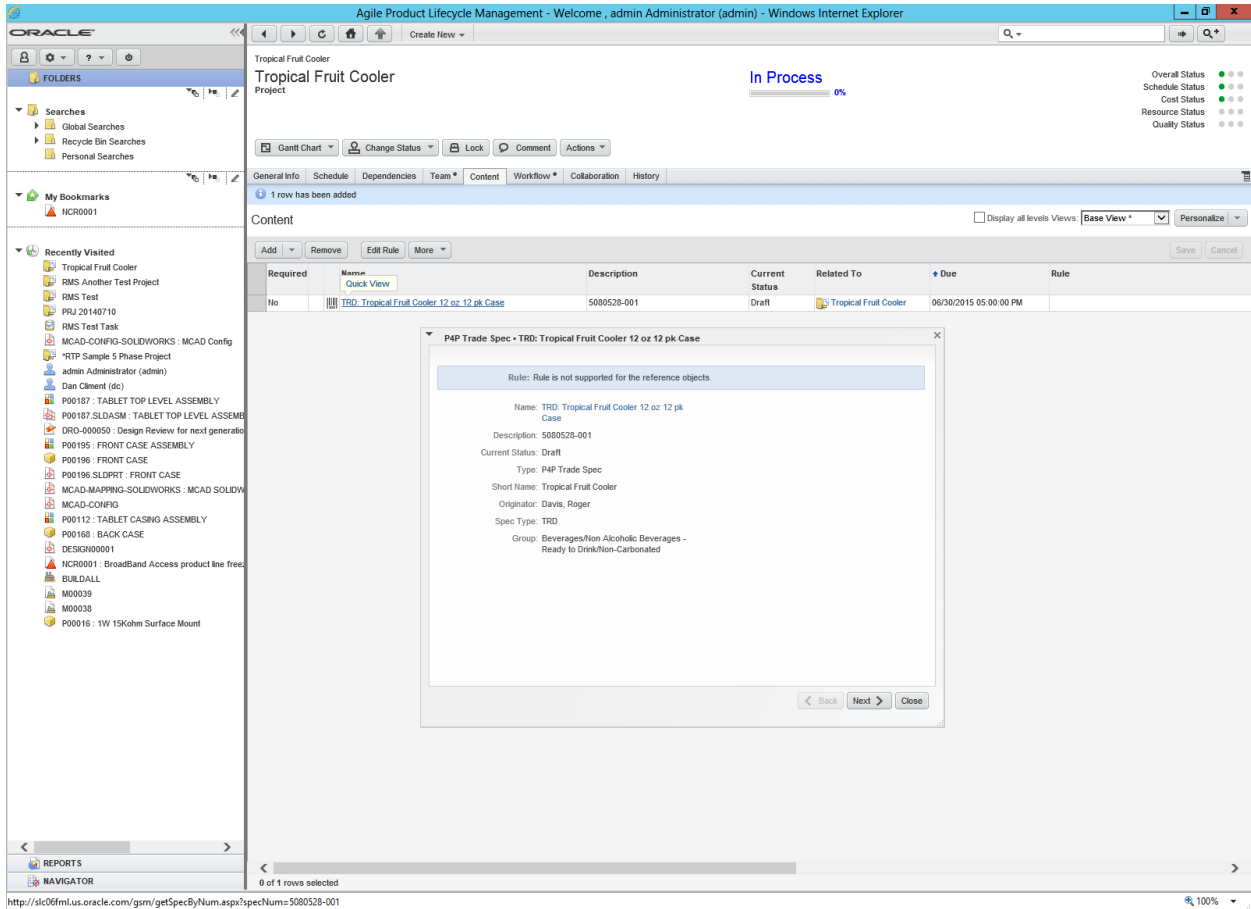 Agile Product Lifecycle Management - Welcome , admin Administrator (admin) - Windows Internet Explorer
ORACLE
Create New
FOLDERS
Searches
Global Searches
Recycle Bin Searches
Personal Searches
My Bookmarks
NCR0001
Recently Visited
Tropical Fruit Cooler
RMS Another Test Project
RMS Test
PRJ 20140710
RMS Test Task
MCAD-CONFIG-SOLIDWORKS : MCAD Config
*RTP Sample 5 Phase Project
admin Administrator (admin)
Dan Climent (dc)
P00187 : TABLET TOP LEVEL ASSEMBLY
P00187.SLDASM : TABLET TOP LEVEL ASSEMB
DRO-000050 : Design Review for next generatio
P00195 : FRONT CASE ASSEMBLY
P00196 : FRONT CASE
P00196.SLDPRT : FRONT CASE
MCAD-MAPPING-SOLIDWORKS : MCAD SOLIDW
MCAD-CONFIG
P00112 : TABLET CASING ASSEMBLY
P00168 : BACK CASE
DESIGN00001
NCR0001 : BroadBand Access product line free
BUILDALL
M00039
M00038
P00016 : 1W 15Kohm Surface Mount
REPORTS
NAVIGATOR
Tropical Fruit Cooler
Tropical Fruit Cooler
Project
In Process
0%
Overall Status
Schedule Status
Cost Status
Resource Status
Quality Status
Gantt Chart Change Status Lock Comment Actions
General Info Schedule Dependencies Team * Content Workflow * Collaboration History
1 row has been added
Content
Display all levels Views: Base View * Personalize
Add Remove Edit Rule More Save Cancel
Required Name Description Current Status Related To Due Rule
Quick View
No TRD: Tropical Fruit Cooler 12 oz 12 pk Case 5080528-001 Draft Tropical Fruit Cooler 06/30/2015 05:00:00 PM
P4P Trade Spec • TRD: Tropical Fruit Cooler 12 oz 12 pk Case
Rule: Rule is not supported for the reference objects.
Name: TRD: Tropical Fruit Cooler 12 oz 12 pk
Case
Description: 5080528-001
Current Status: Draft
Type: P4P Trade Spec
Short Name: Tropical Fruit Cooler
Originator: Davis, Roger
Spec Type: TRD
Group: Beverages/Non Alcoholic Beverages -
Ready to Drink/Non-Carbonated
Back Next Close
0 of 1 rows selected
http://slc06fml.us.oracle.com/gsm/getSpecByNum.aspx?specNum=5080528-001
100%